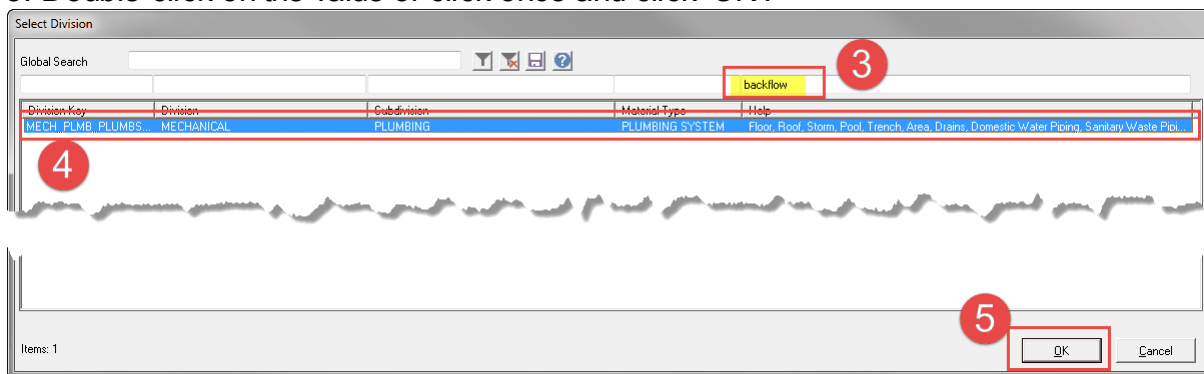 Select Division
Global Search
3
backflow
Division Key Division Subdivision Material Type Help
MECH_PLMB_PLUMBS... MECHANICAL PLUMBING PLUMBING SYSTEM Floor, Roof, Storm, Pool, Trench, Area, Drains, Domestic Water Piping, Sanitary Waste Pipi...
4
5
Items: 1 OK Cancel